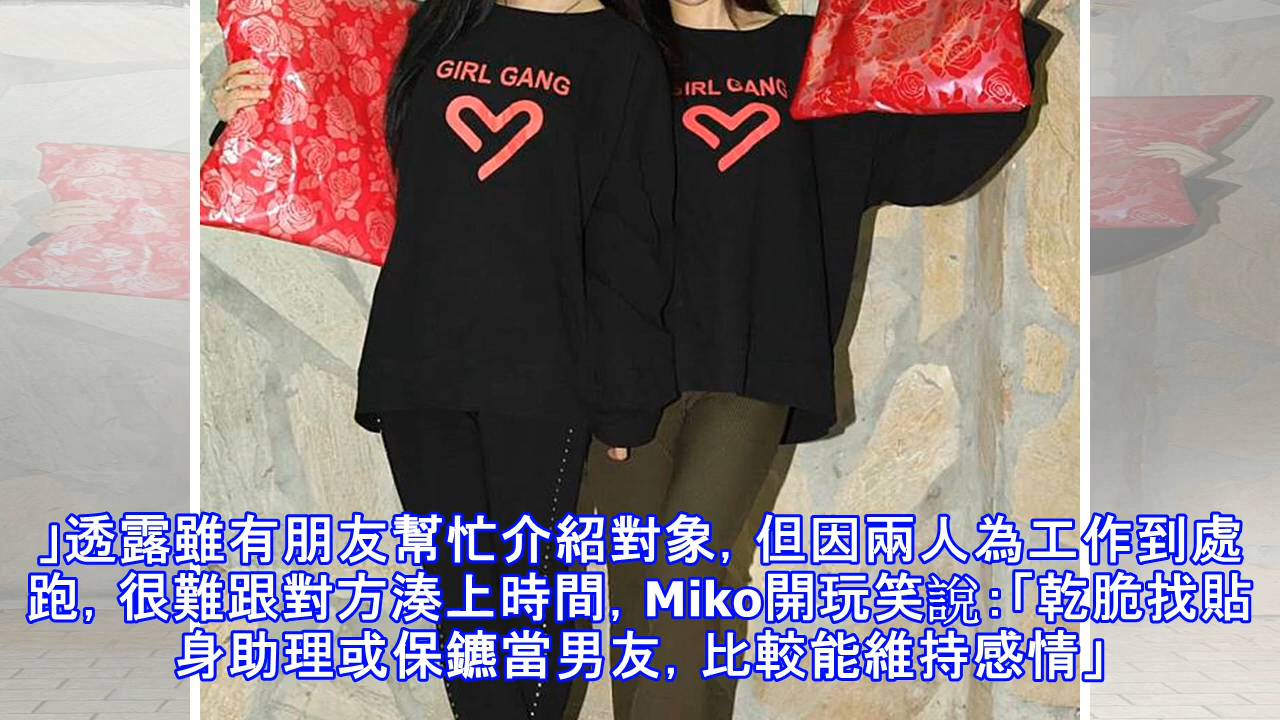 GIRL GANG
GIRL GANG
」透露雖有朋友幫忙介紹對象,但因兩人為工作到處
跑,很難跟對方湊上時間,Miko開玩笑說:「乾脆找貼
身助理或保鑣當男友,比較能維持感情」